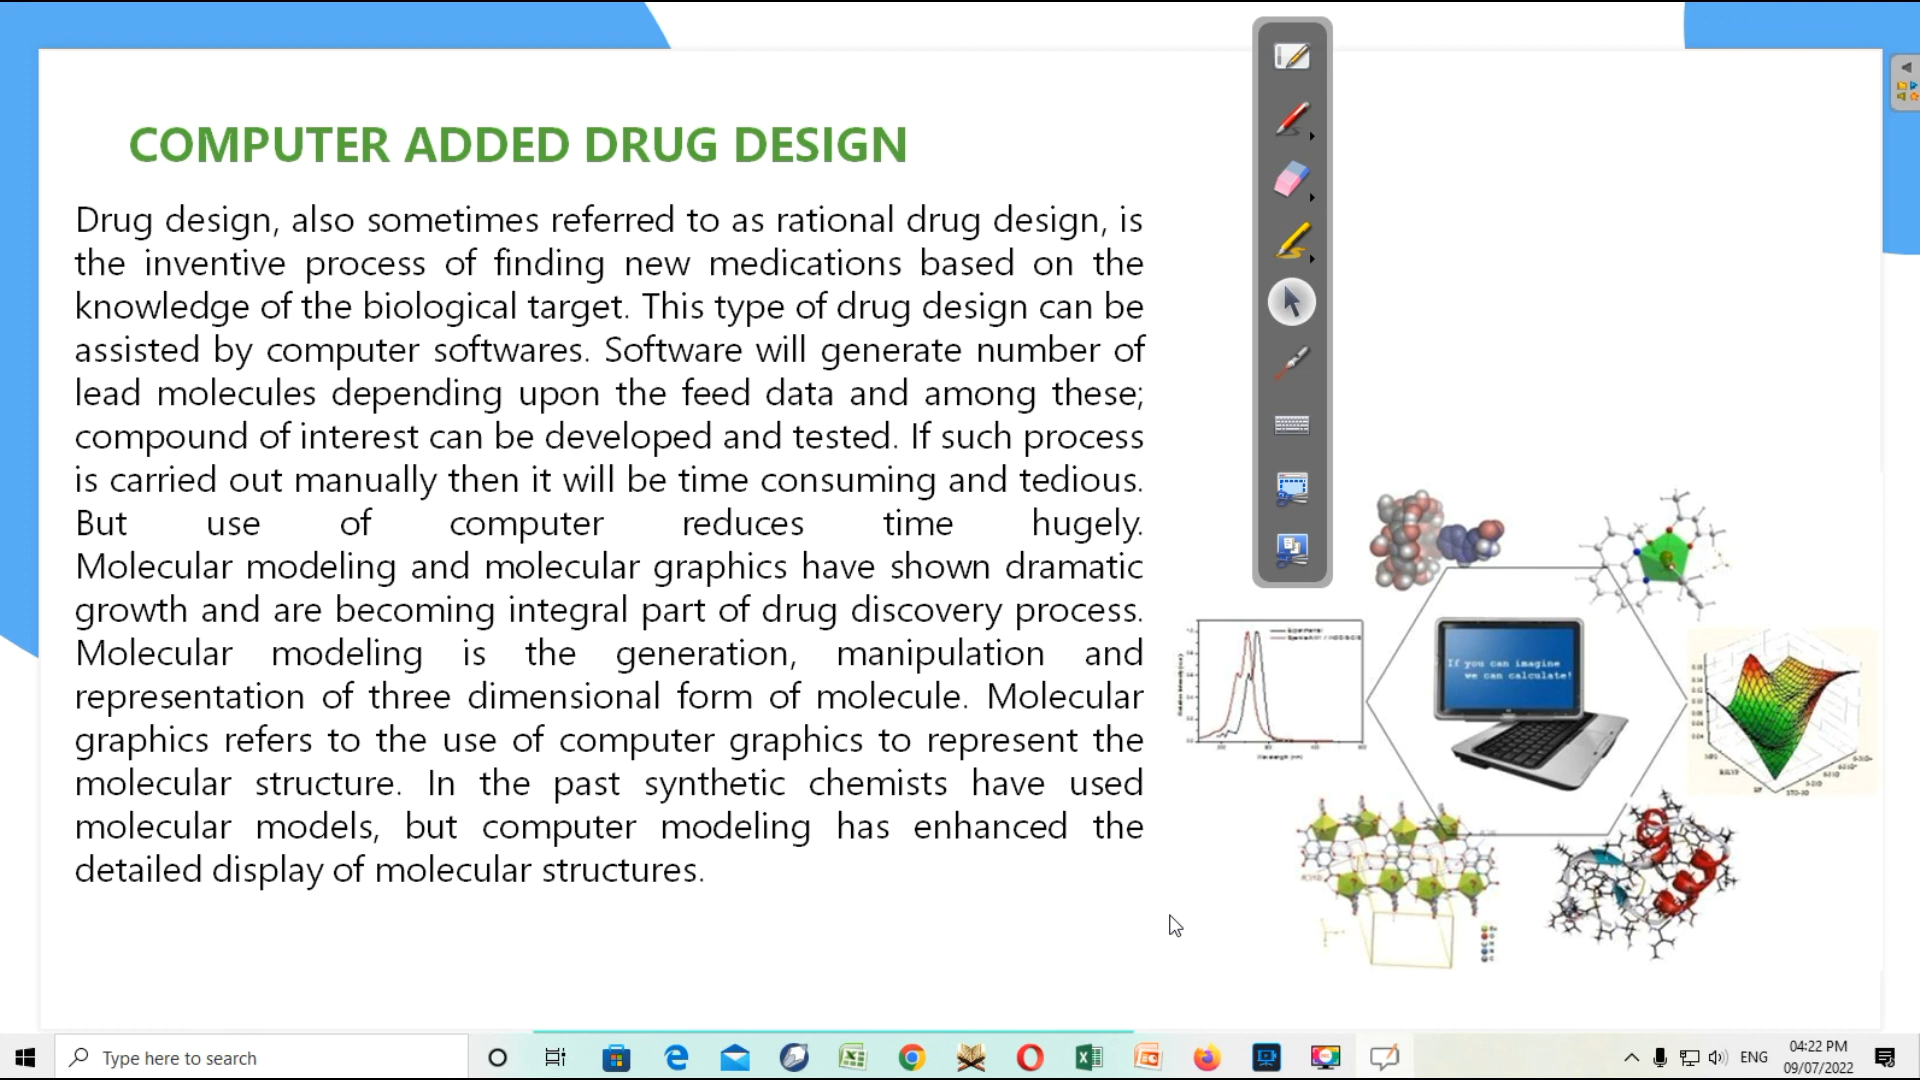 COMPUTER ADDED DRUG DESIGN
Drug design, also sometimes referred to as rational drug design, is
the inventive process of finding new medications based on the
knowledge of the biological target. This type of drug design can be
assisted by computer softwares. Software will generate number of
lead molecules depending upon the feed data and among these;
compound of interest can be developed and tested. If such process
is carried out manually then it will be time consuming and tedious.
But use of computer reduces time hugely.
Molecular modeling and molecular graphics have shown dramatic
growth and are becoming integral part of drug discovery process.
Molecular modeling is the generation, manipulation and
representation of three dimensional form of molecule. Molecular
graphics refers to the use of computer graphics to represent the
molecular structure. In the past synthetic chemists have used
molecular models, but computer modeling has enhanced the
detailed display of molecular structures.
If you can imagine
we can calculate!
Type here to search
ENG
04:22 PM
09/07/2022